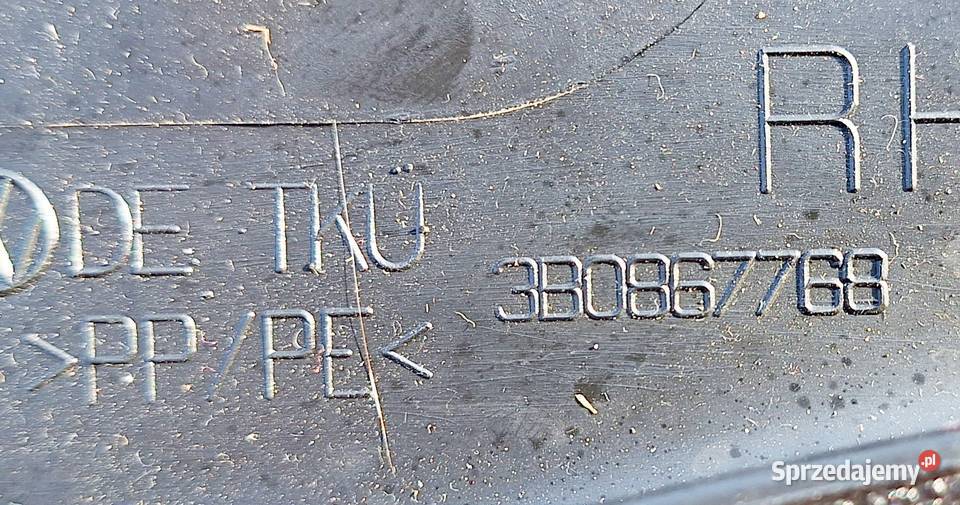 RH
DE TKU
3B0867768
>PP/PE<
Sprzedajemy.pl